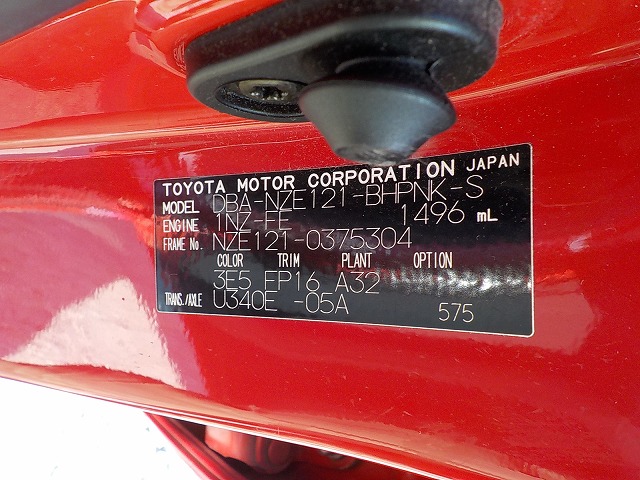 TOYOTA MOTOR CORPORATION JAPAN
MODEL DBA-NZE121-BHPNK-S
ENGINE 1NZ-FE 1496 mL
FRAME No. NZE121-0375304
COLOR TRIM PLANT OPTION
3E5 EP16 A32
TRANS./AXLE U340E -05A
575